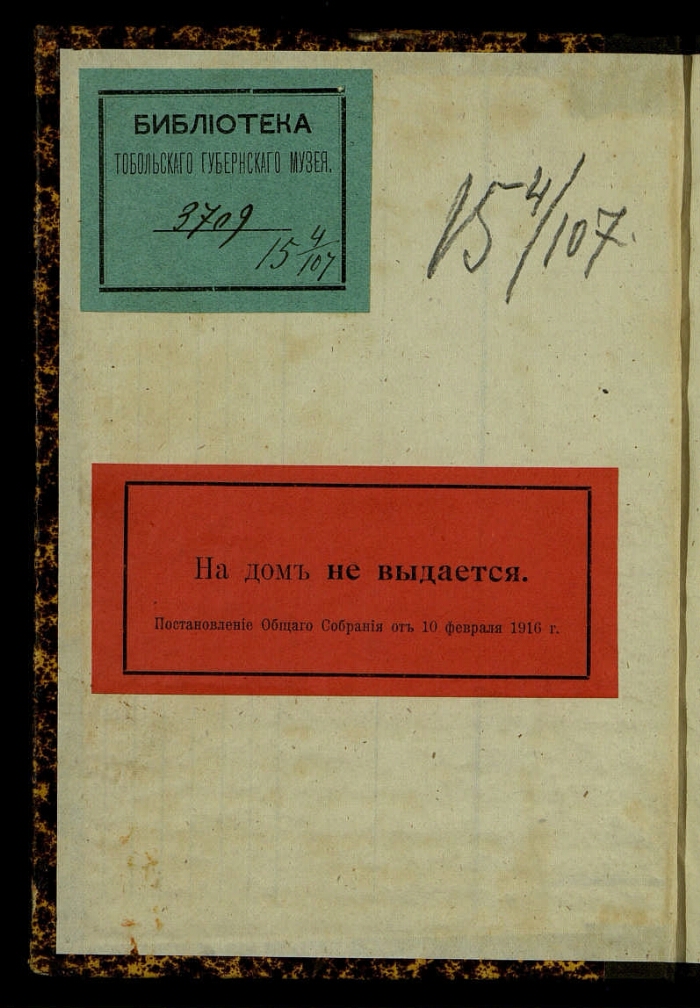 БИБЛІОТЕКА
ТОБОЛЬСКАГО ГУБЕРНСКАГО МУЗЕЯ.
3709
15 4/107
15 4/107.
На домъ не выдается.
Постановленіе Общаго Собранія отъ 10 февраля 1916 г.